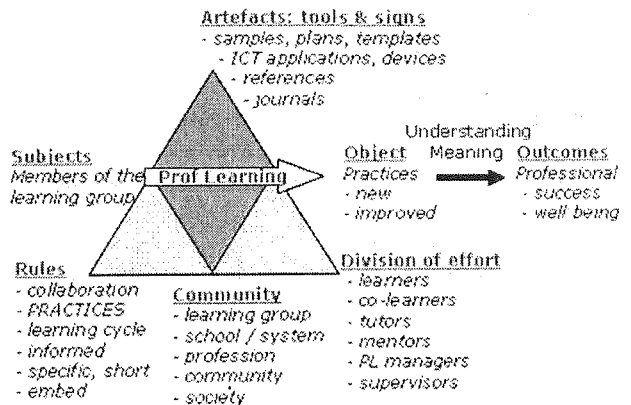 Artefacts: tools & signs
- samples, plans, templates
- ICT applications, devices
- references
- journals
Subjects
Members of the
learning group
Prof Learning
Object
Practices
- new
- improved
Understanding
Meaning
Outcomes
Professional
- success
- well being
Rules
- collaboration
- PRACTICES
- learning cycle
- informed
- specific, short
- embed
Community
- learning group
- school / system
- profession
- community
- society
Division of effort
- learners
- co-learners
- tutors
- mentors
- PL managers
- supervisors